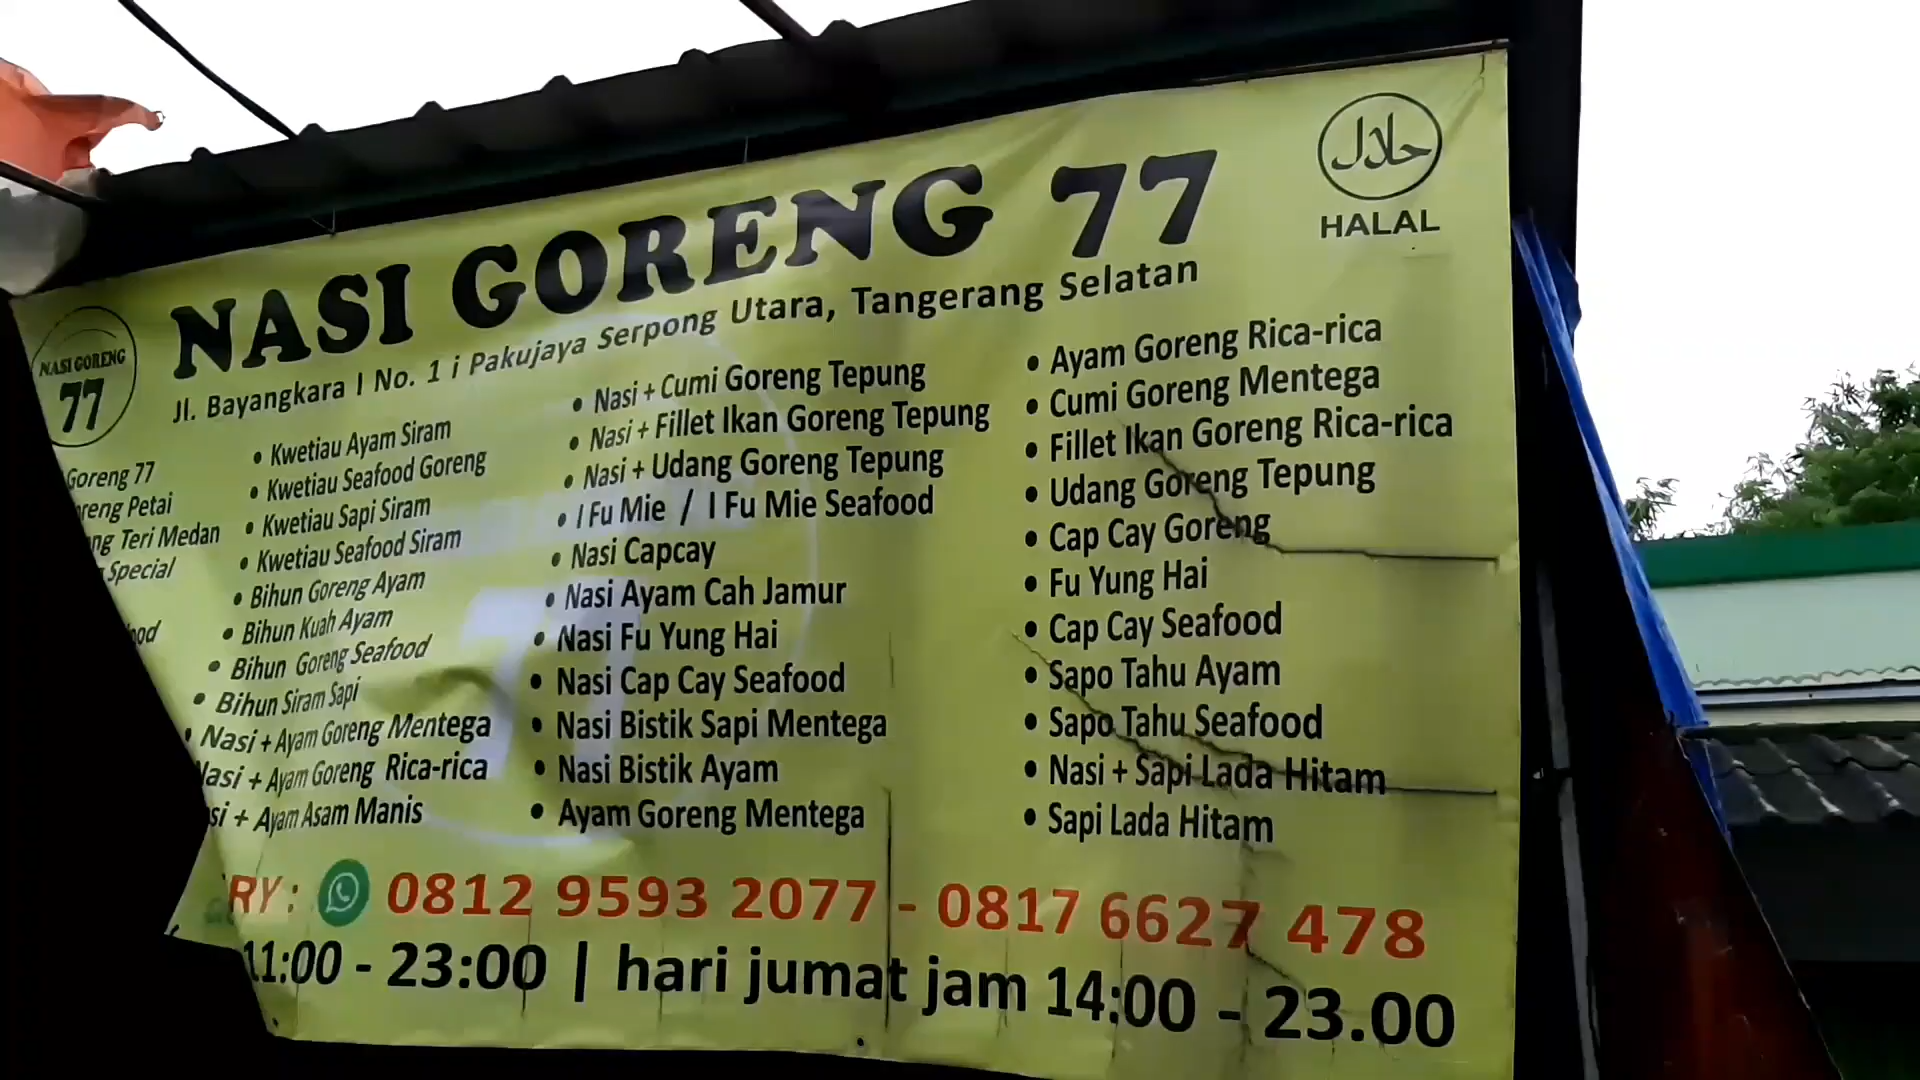 حلال
HALAL
NASI GORENG 77
Jl. Bayangkara I No. 1 i Pakujaya Serpong Utara, Tangerang Selatan
NASI GORENG
77
Goreng 77
Petai
Teri Medan
Special
• Kwetiau Ayam Siram
• Kwetiau Seafood Goreng
• Kwetiau Sapi Siram
• Kwetiau Seafood Siram
• Bihun Goreng Ayam
• Bihun Kuah Ayam
• Bihun Goreng Seafood
• Bihun Siram Sapi
• Nasi + Ayam Goreng Mentega
Nasi + Ayam Goreng Rica-rica
+ Ayam Asam Manis
• Nasi + Cumi Goreng Tepung
• Nasi + Fillet Ikan Goreng Tepung
• Nasi + Udang Goreng Tepung
• I Fu Mie / I Fu Mie Seafood
• Nasi Capcay
• Nasi Ayam Cah Jamur
• Nasi Fu Yung Hai
• Nasi Cap Cay Seafood
• Nasi Bistik Sapi Mentega
• Nasi Bistik Ayam
• Ayam Goreng Mentega
• Ayam Goreng Rica-rica
• Cumi Goreng Mentega
• Fillet Ikan Goreng Rica-rica
• Udang Goreng Tepung
• Cap Cay Goreng
• Fu Yung Hai
• Cap Cay Seafood
• Sapo Tahu Ayam
• Sapo Tahu Seafood
• Nasi + Sapi Lada Hitam
• Sapi Lada Hitam
RY : 0812 9593 2077 - 0817 6627 478
11:00 - 23:00 | hari jumat jam 14:00 - 23.00